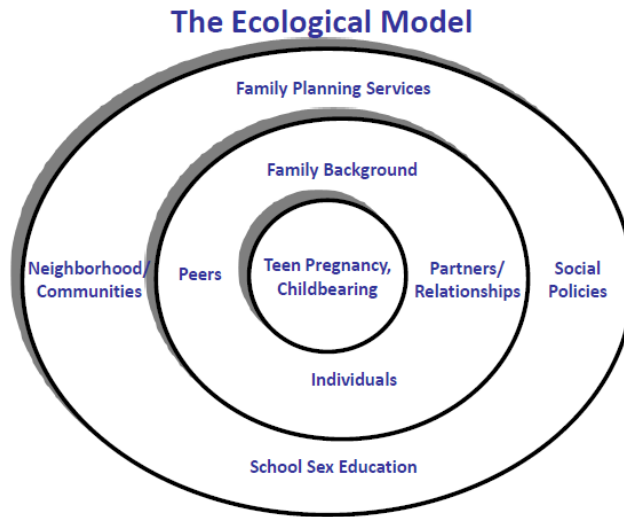 The Ecological Model
Family Planning Services
Family Background
Neighborhood/
Communities
Peers
Teen Pregnancy,
Childbearing
Partners/
Relationships
Social
Policies
Individuals
School Sex Education